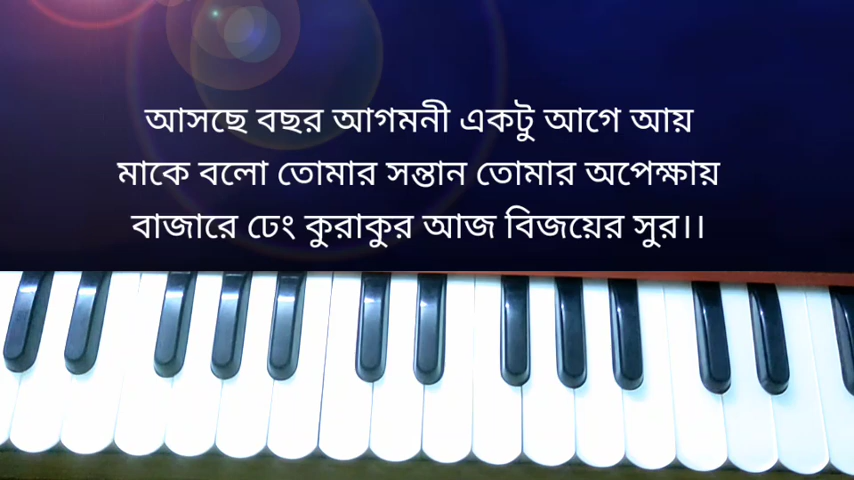 আসছে বছর আগমনী একটু আগে আয়
মাকে বলো তোমার সন্তান তোমার অপেক্ষায়
বাজারে ঢেং কুরাকুর আজ বিজয়ের সুর।।